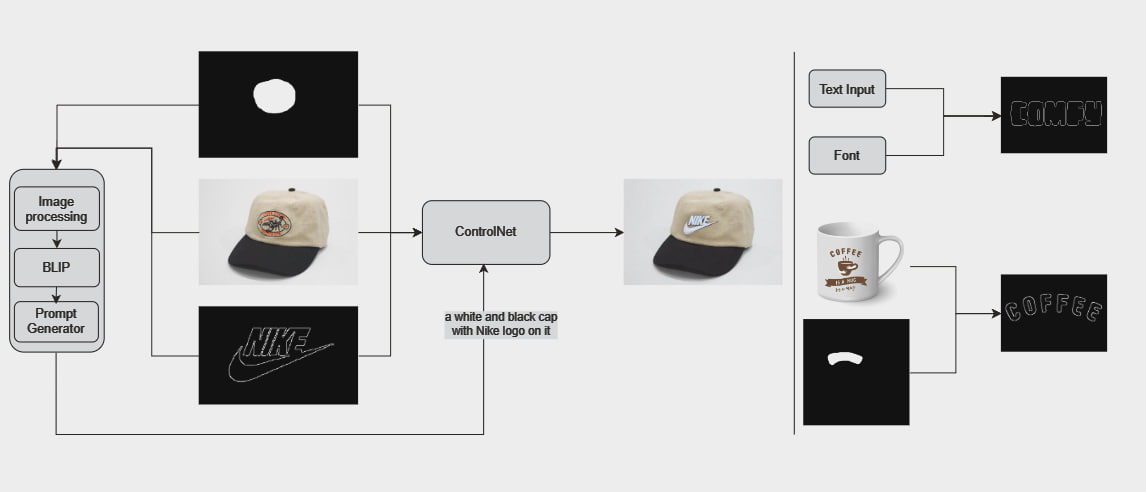 Image
processing
BLIP
Prompt
Generator
NIKE
NIKE
ControlNet
a white and black cap
with Nike logo on it
Text Input
Font
COMFY
COFFEE
COFFEE